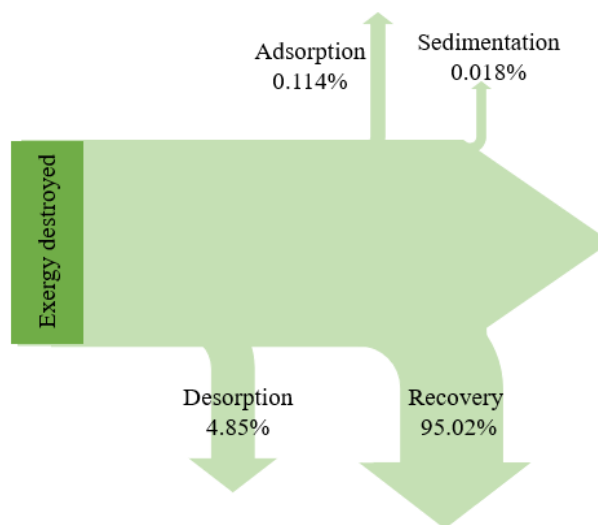 Adsorption
0.114%
Sedimentation
0.018%
Exergy destroyed
Desorption
4.85%
Recovery
95.02%